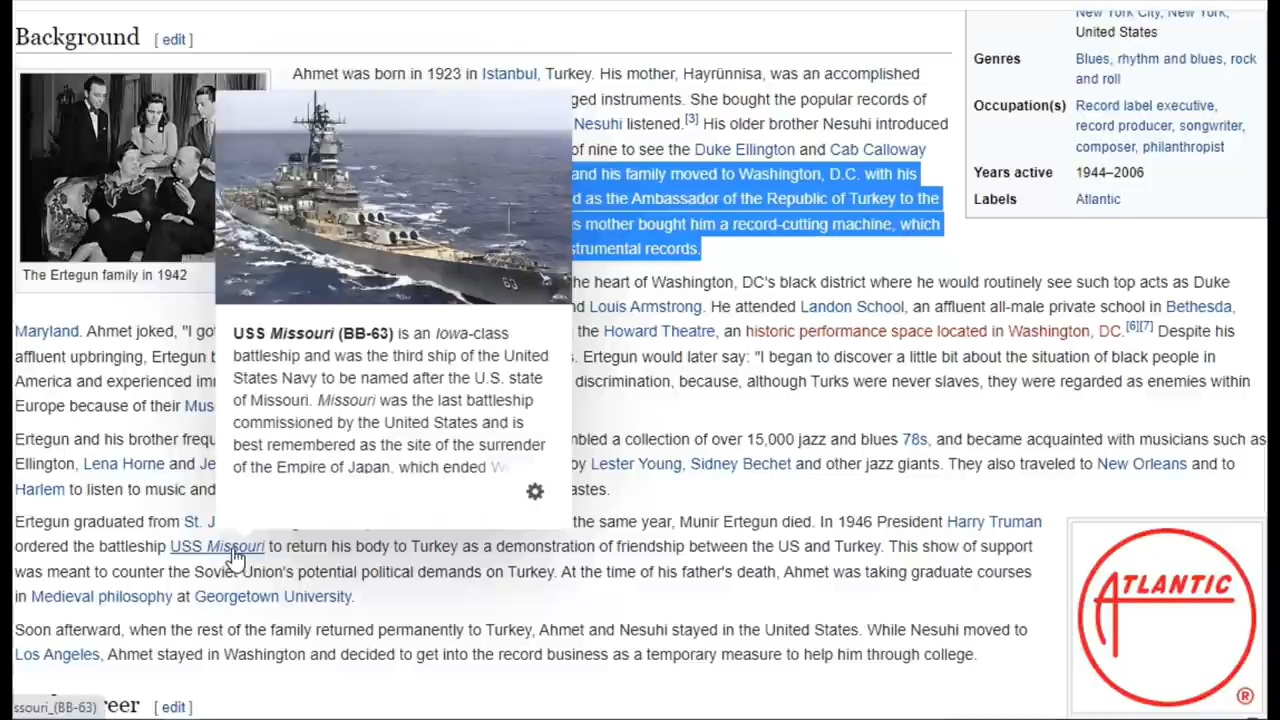 Background [ edit ]
New York City, New York,
United States
Genres Blues, rhythm and blues, rock
and roll
Occupation(s) Record label executive,
record producer, songwriter,
composer, philanthropist
Years active 1944–2006
Labels Atlantic
The Ertegun family in 1942
Ahmet was born in 1923 in Istanbul, Turkey. His mother, Hayrünnisa, was an accomplished
ged instruments. She bought the popular records of
Nesuhi listened.[3] His older brother Nesuhi introduced
of nine to see the Duke Ellington and Cab Calloway
and his family moved to Washington, D.C. with his
d as the Ambassador of the Republic of Turkey to the
s mother bought him a record-cutting machine, which
strumental records.
the heart of Washington, DC's black district where he would routinely see such top acts as Duke
nd Louis Armstrong. He attended Landon School, an affluent all-male private school in Bethesda,
Maryland. Ahmet joked, "I go the Howard Theatre, an historic performance space located in Washington, DC.[6][7] Despite his
affluent upbringing, Ertegun b . Ertegun would later say: "I began to discover a little bit about the situation of black people in
America and experienced im discrimination, because, although Turks were never slaves, they were regarded as enemies within
Europe because of their Mus
Ertegun and his brother frequ mbled a collection of over 15,000 jazz and blues 78s, and became acquainted with musicians such as
Ellington, Lena Horne and Je by Lester Young, Sidney Bechet and other jazz giants. They also traveled to New Orleans and to
Harlem to listen to music and astes.
Ertegun graduated from St. J the same year, Munir Ertegun died. In 1946 President Harry Truman
ordered the battleship USS Missouri to return his body to Turkey as a demonstration of friendship between the US and Turkey. This show of support
was meant to counter the Soviet Union's potential political demands on Turkey. At the time of his father's death, Ahmet was taking graduate courses
in Medieval philosophy at Georgetown University.
Soon afterward, when the rest of the family returned permanently to Turkey, Ahmet and Nesuhi stayed in the United States. While Nesuhi moved to
Los Angeles, Ahmet stayed in Washington and decided to get into the record business as a temporary measure to help him through college.
63
USS Missouri (BB-63) is an Iowa-class
battleship and was the third ship of the United
States Navy to be named after the U.S. state
of Missouri. Missouri was the last battleship
commissioned by the United States and is
best remembered as the site of the surrender
of the Empire of Japan, which ended
ATLANTIC
®
ssouri_(BB-63) reer [ edit ]